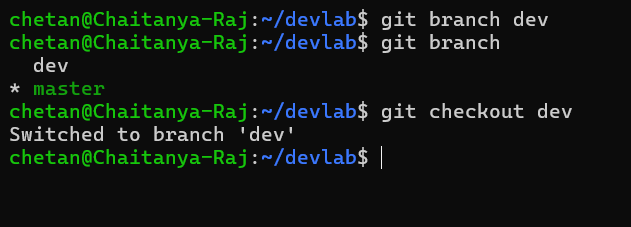 chetan@Chaitanya-Raj:~/devlab$ git branch dev
chetan@Chaitanya-Raj:~/devlab$ git branch
  dev
* master
chetan@Chaitanya-Raj:~/devlab$ git checkout dev
Switched to branch 'dev'
chetan@Chaitanya-Raj:~/devlab$